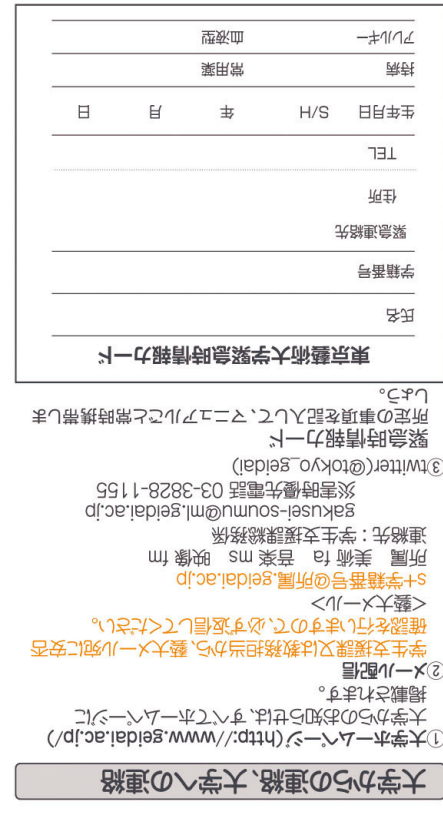 大学からの連絡、大学への連絡
①大学ホームページ(http://www.geidai.ac.jp/)
大学からのお知らせは、すべてホームページに
掲載されます。
②メール配信
学生支援課又は教務担当から、藝大メール宛に安否
確認を行いますので、必ず返信してください。
<藝大メール>
s+学籍番号@所属.geidai.ac.jp
所属 美術 fa 音楽 ms 映像 fm
連絡先：学生支援課総務係
gakusei-soumu@ml.geidai.ac.jp
災害時優先電話 03-3828-1155
③twitter(@tokyo_geidai)
緊急時情報カード
所定の事項を記入して、マニュアルごと常時携帯しま
しょう。
東京藝術大学緊急時情報カード
氏名
学籍番号
緊急連絡先
住所
TEL
生年月日 S/H 年 月 日
持病 常用薬
アレルギー 血液型